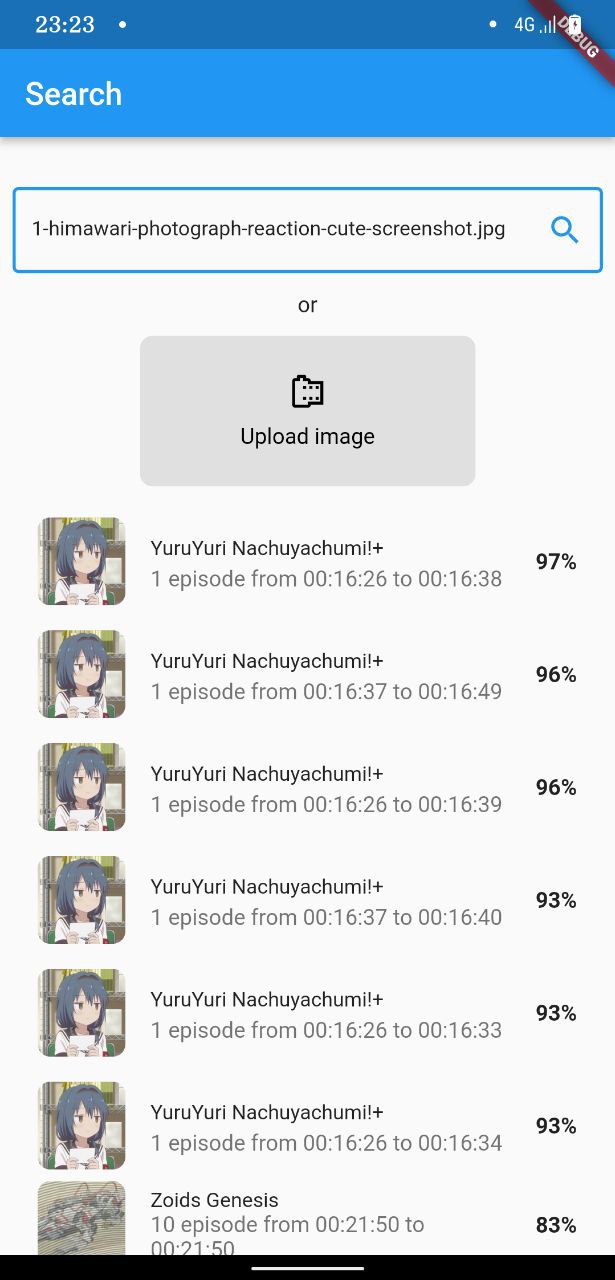 23:23
4G
DEBUG
Search
1-himawari-photograph-reaction-cute-screenshot.jpg
or
Upload image
YuruYuri Nachuyachumi!+
1 episode from 00:16:26 to 00:16:38
97%
YuruYuri Nachuyachumi!+
1 episode from 00:16:37 to 00:16:49
96%
YuruYuri Nachuyachumi!+
1 episode from 00:16:26 to 00:16:39
96%
YuruYuri Nachuyachumi!+
1 episode from 00:16:37 to 00:16:40
93%
YuruYuri Nachuyachumi!+
1 episode from 00:16:26 to 00:16:33
93%
YuruYuri Nachuyachumi!+
1 episode from 00:16:26 to 00:16:34
93%
Zoids Genesis
10 episode from 00:21:50 to
00:21:50
83%